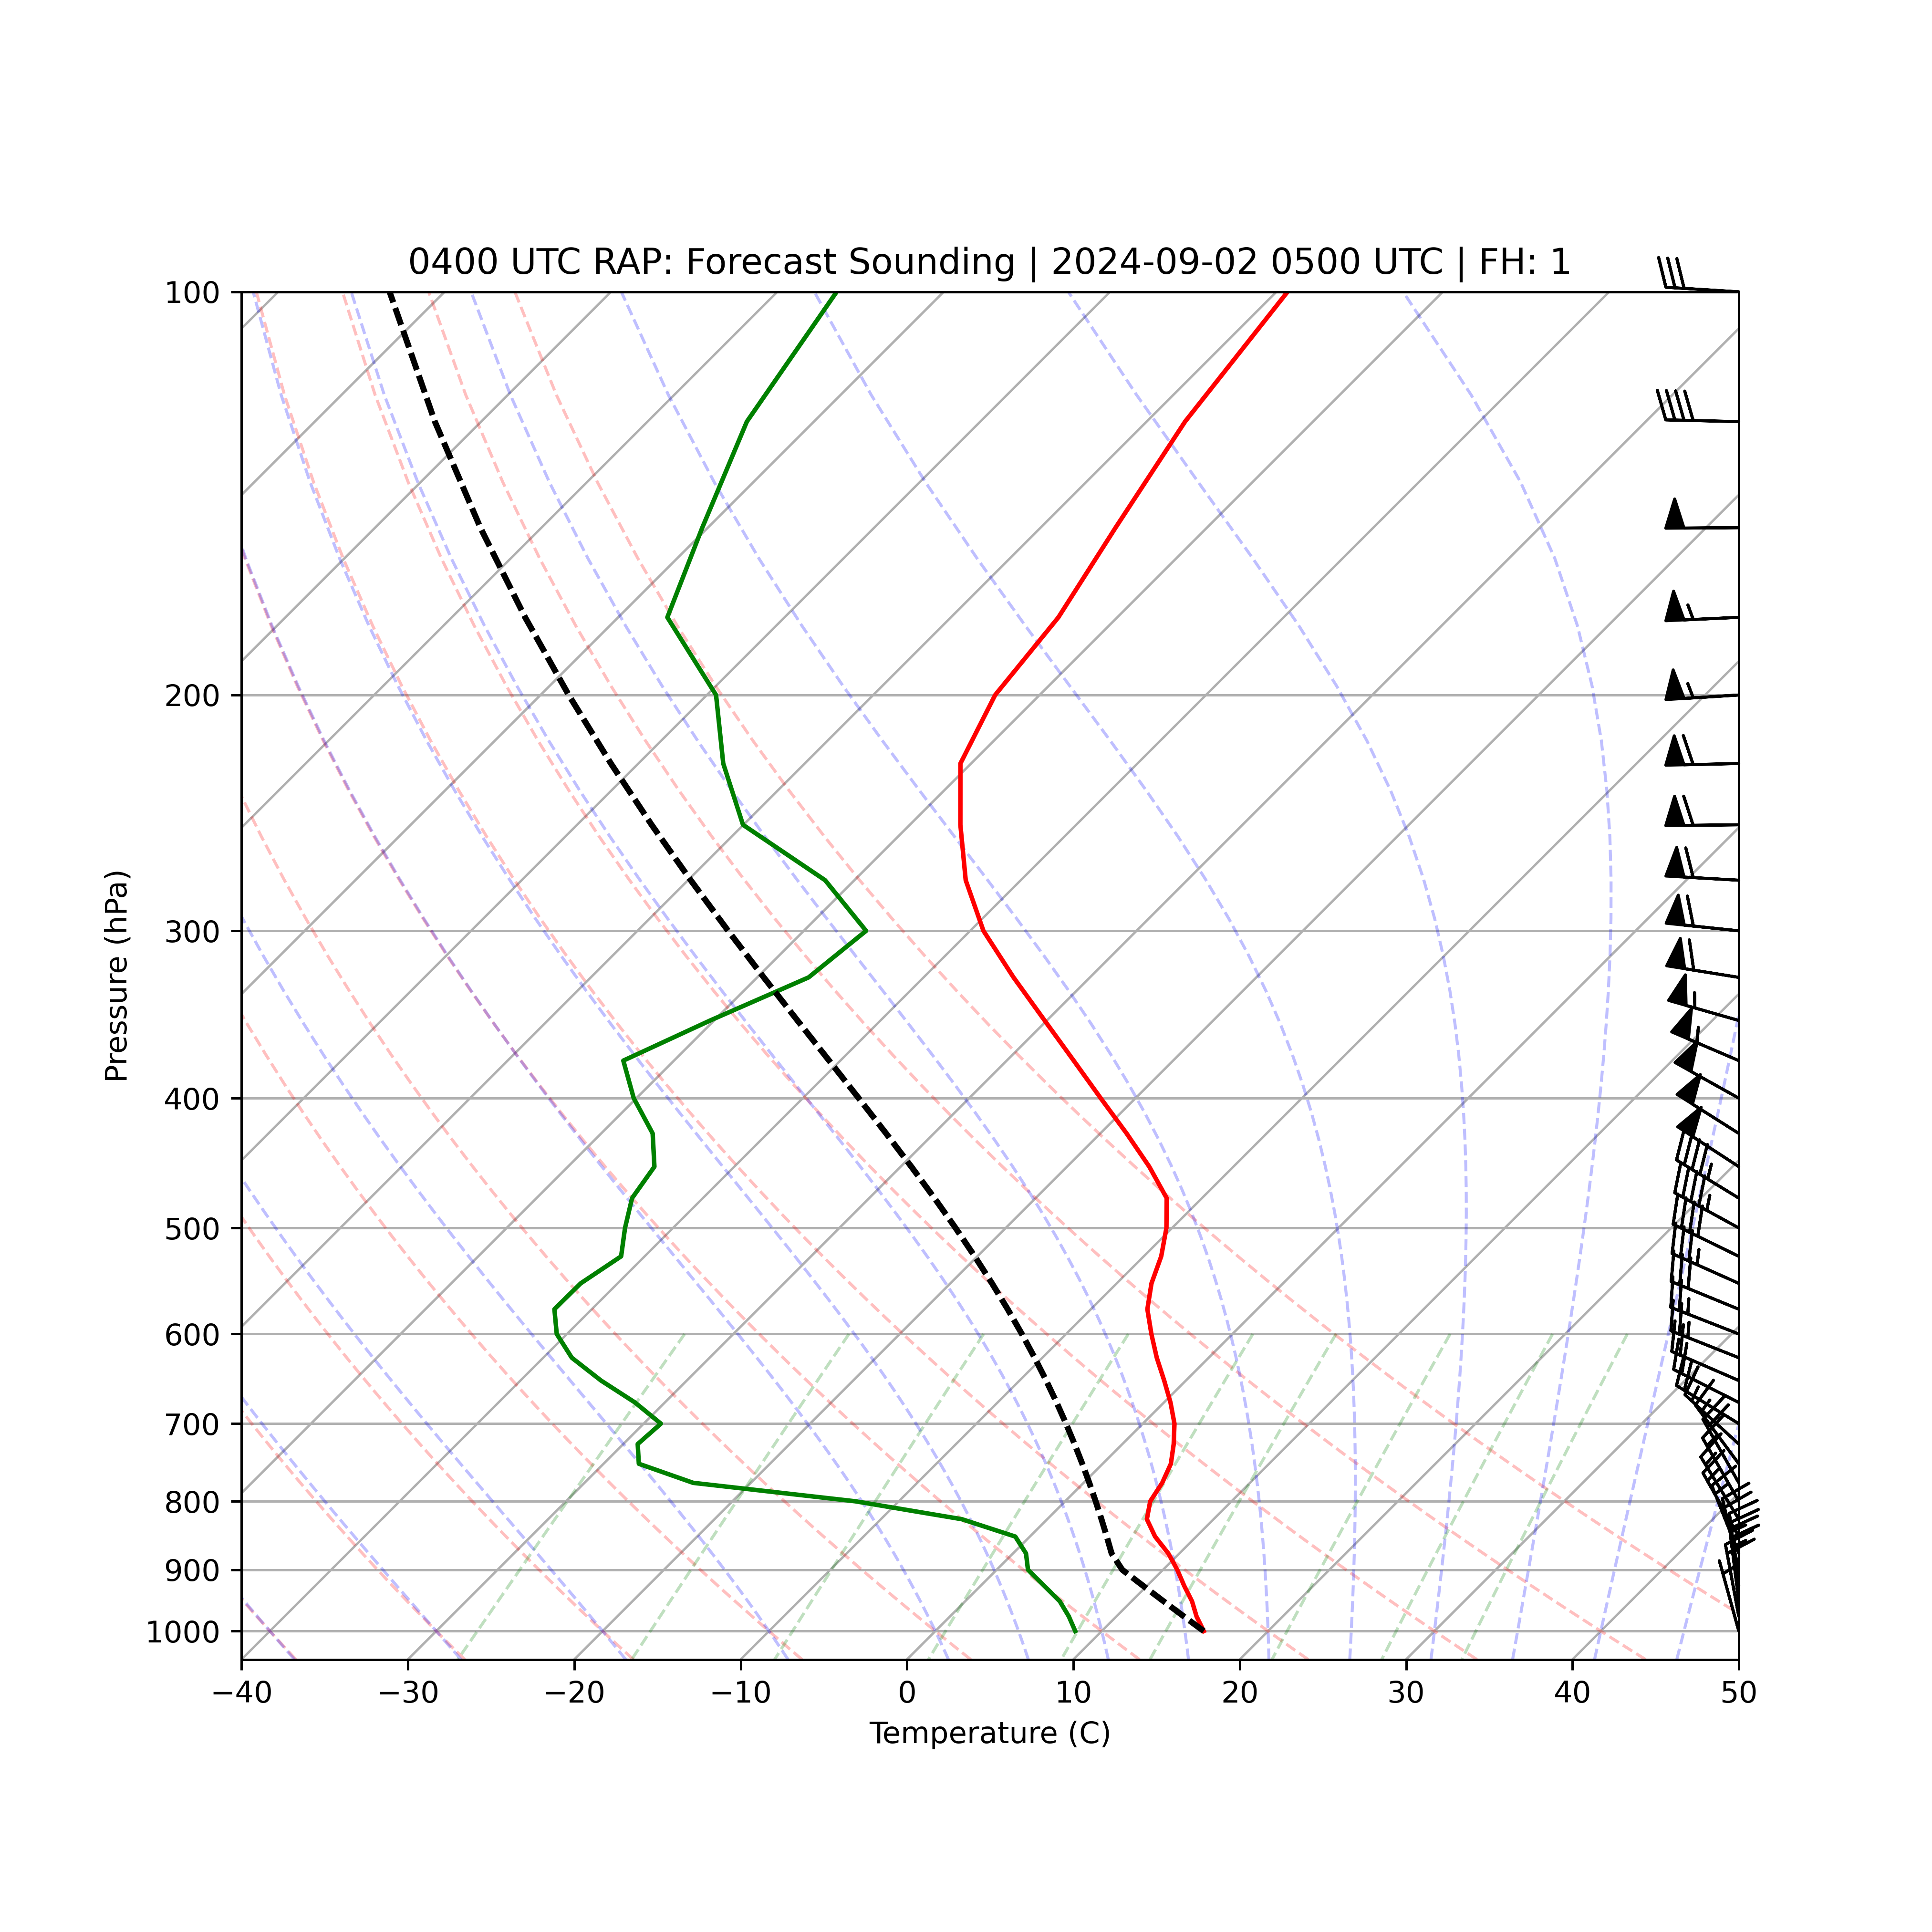 0400 UTC RAP: Forecast Sounding | 2024-09-02 0500 UTC | FH: 1
100
200
300
400
500
600
700
800
900
1000
Pressure (hPa)
−40 −30 −20 −10 0 10 20 30 40 50
Temperature (C)